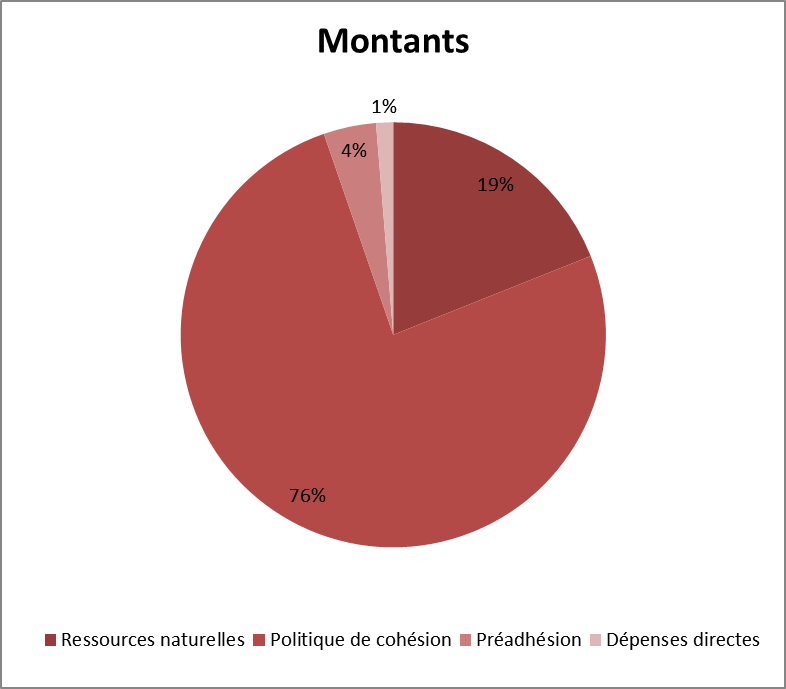 Montants
1%
4%
19%
76%
Ressources naturelles Politique de cohésion Préadhésion Dépenses directes